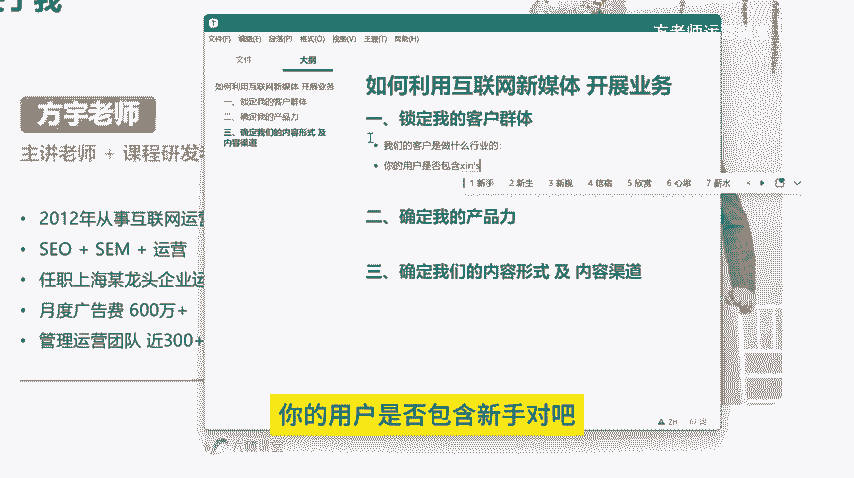 于我
方宇老师
主讲老师 + 课程研发
• 2012年从事互联网运营
• SEO + SEM + 运营
• 任职上海某龙头企业运
• 月度广告费 600万+
• 管理运营团队 近300+
方老师运
文件(F) 编辑(E) 段落(P) 格式(O) 视图(V) 主题(T) 帮助(H)
文件 大纲
如何利用互联网新媒体 开展业务
一、锁定我的客户群体
二、确定我的产品力
三、确定我们的内容形式 及
内容渠道
如何利用互联网新媒体 开展业务
一、锁定我的客户群体
• 我们的客户是做什么行业的:
• 你的用户是否包含xin's
1 新手 2 新生 3 新鲜 4 信高 5 欣赏 6 心率 7 薪水
二、确定我的产品力
三、确定我们的内容形式 及 内容渠道
你的用户是否包含新手对吧